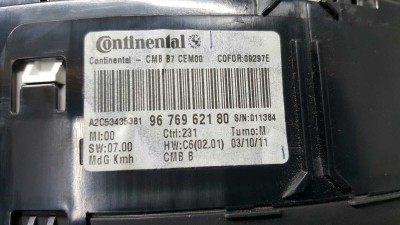 Continental
Continental - CMB B7 CEM00 COFOR:09297E
A2C53435381 96 769 621 80 S/N:011384
MI:00 Ctrl:231 Turno:M
SW:07.00 HW:C6(02.01) 03/10/11
MdG Kmh CMB B